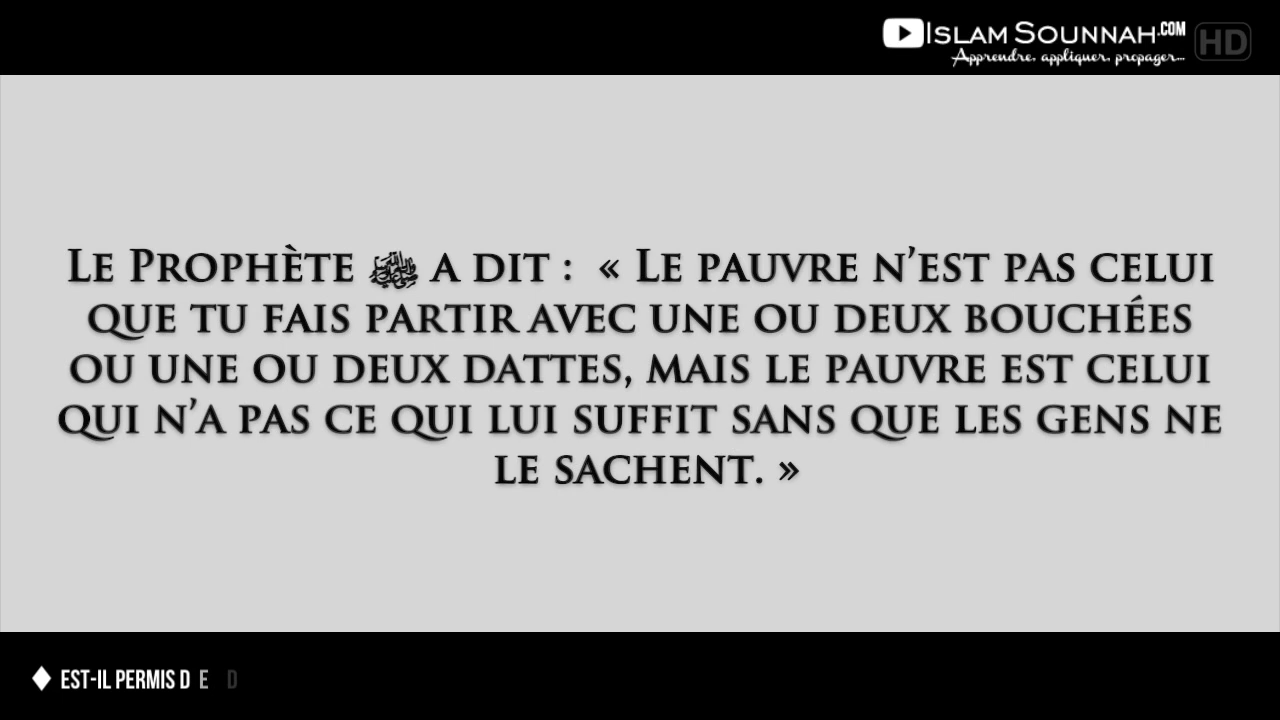 ISLAM SOUNNAH.COM
Apprendre, appliquer, propager...
HD
LE PROPHÈTE ﷺ A DIT : « LE PAUVRE N’EST PAS CELUI
QUE TU FAIS PARTIR AVEC UNE OU DEUX BOUCHÉES
OU UNE OU DEUX DATTES, MAIS LE PAUVRE EST CELUI
QUI N’A PAS CE QUI LUI SUFFIT SANS QUE LES GENS NE
LE SACHENT. »
EST-IL PERMIS DE D